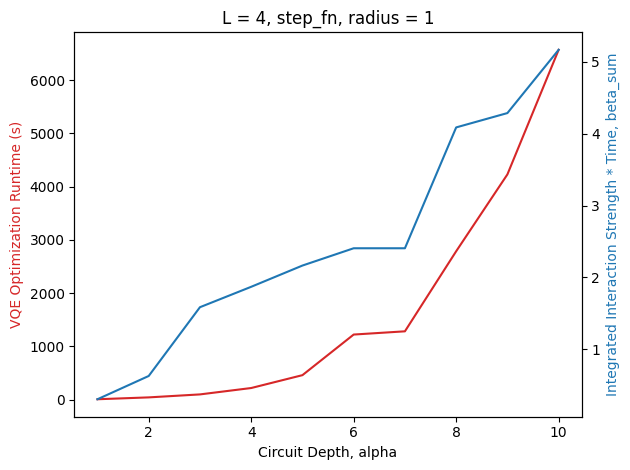 L = 4, step_fn, radius = 1
VQE Optimization Runtime (s)
6000
5000
4000
3000
2000
1000
0
5
4
3
2
1
Integrated Interaction Strength * Time, beta_sum
2 4 6 8 10
Circuit Depth, alpha